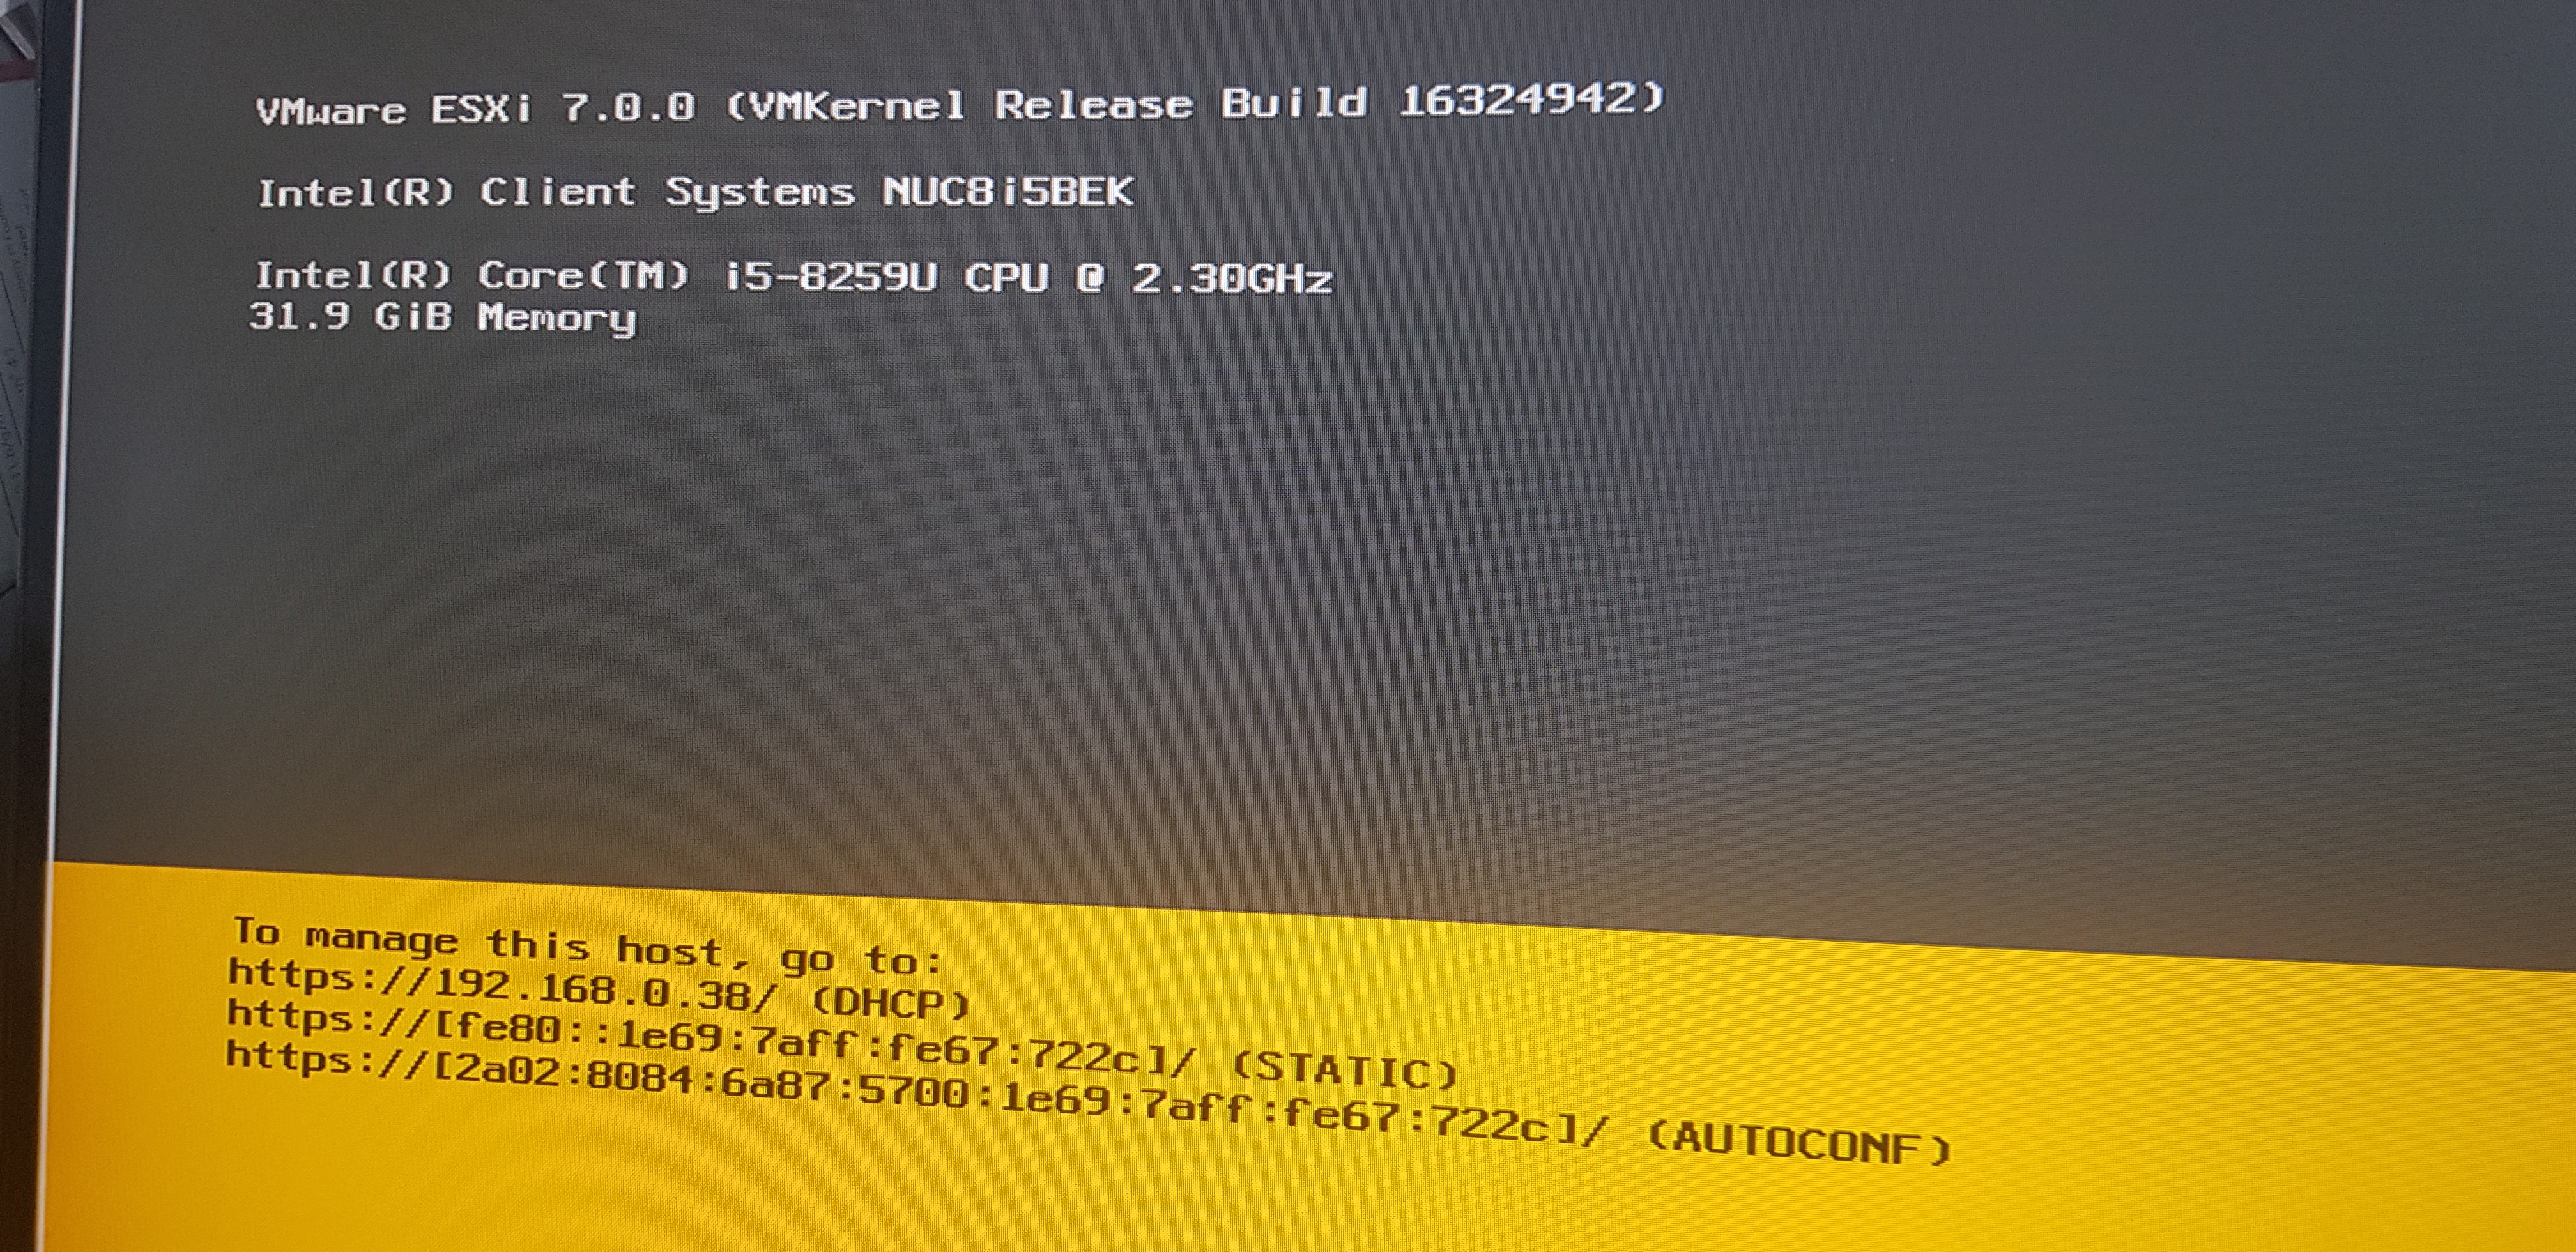 VMware ESXi 7.0.0 (VMKernel Release Build 16324942)
Intel(R) Client Systems NUC8i5BEK
Intel(R) Core(TM) i5-8259U CPU @ 2.30GHz
31.9 GiB Memory
To manage this host, go to:
https://192.168.0.38/ (DHCP)
https://[fe80::1e69:7aff:fe67:722c]/ (STATIC)
https://[2a02:8084:6a87:5700:1e69:7aff:fe67:722c]/ (AUTOCONF)